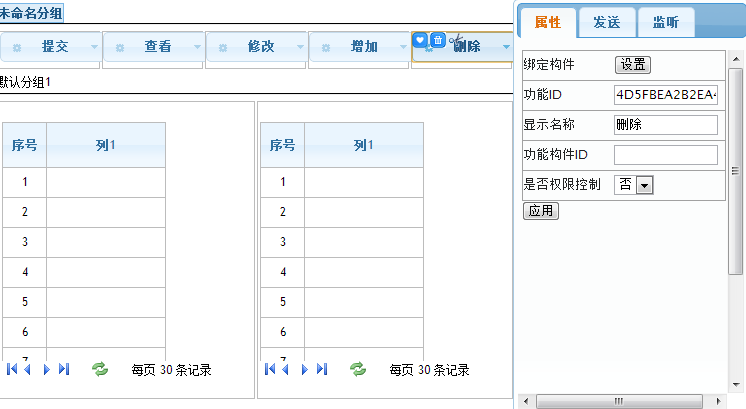 未命名分组
提交 查看 修改 增加 删除
默认分组1
序号 列1
1
2
3
4
5
6
7
每页 30 条记录
序号 列1
1
2
3
4
5
6
7
每页 30 条记录
属性 发送 监听
绑定构件 设置
功能ID 4D5FBEA2B2EA4
显示名称 删除
功能构件ID
是否权限控制 否
应用